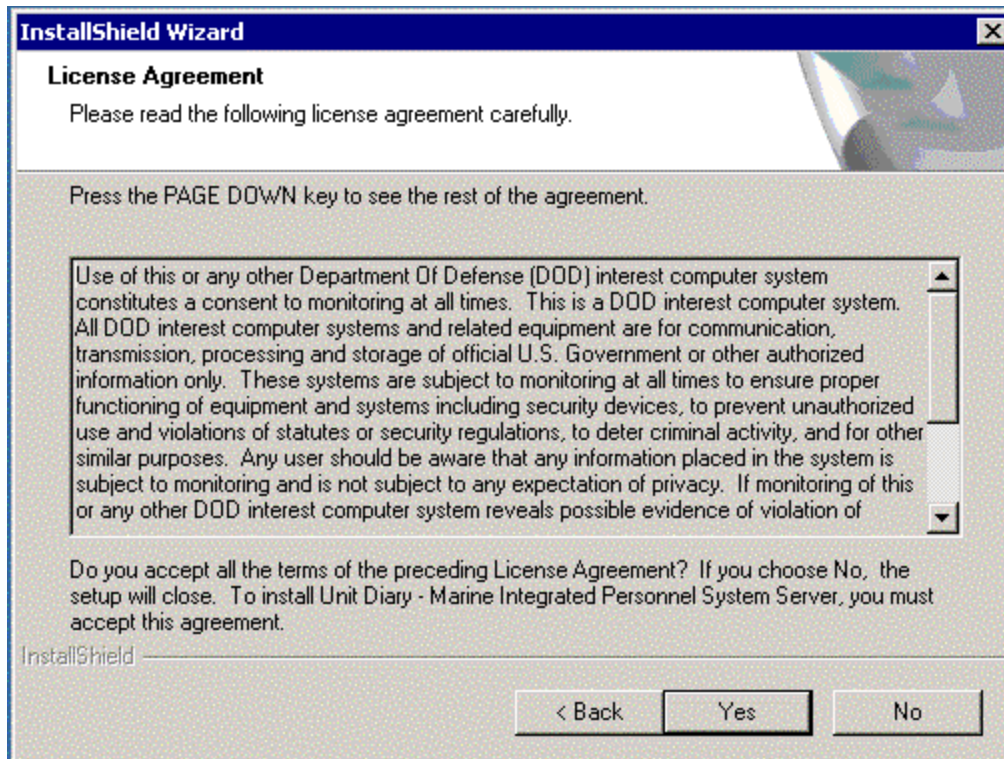 InstallShield Wizard
License Agreement
Please read the following license agreement carefully.
Press the PAGE DOWN key to see the rest of the agreement.
Use of this or any other Department Of Defense (DOD) interest computer system
constitutes a consent to monitoring at all times.  This is a DOD interest computer system.
All DOD interest computer systems and related equipment are for communication,
transmission, processing and storage of official U.S. Government or other authorized
information only.  These systems are subject to monitoring at all times to ensure proper
functioning of equipment and systems including security devices, to prevent unauthorized
use and violations of statutes or security regulations, to deter criminal activity, and for other
similar purposes.  Any user should be aware that any information placed in the system is
subject to monitoring and is not subject to any expectation of privacy.  If monitoring of this
or any other DOD interest computer system reveals possible evidence of violation of
Do you accept all the terms of the preceding License Agreement?  If you choose No,  the
setup will close.  To install Unit Diary - Marine Integrated Personnel System Server, you must
accept this agreement.
InstallShield
< Back
Yes
No